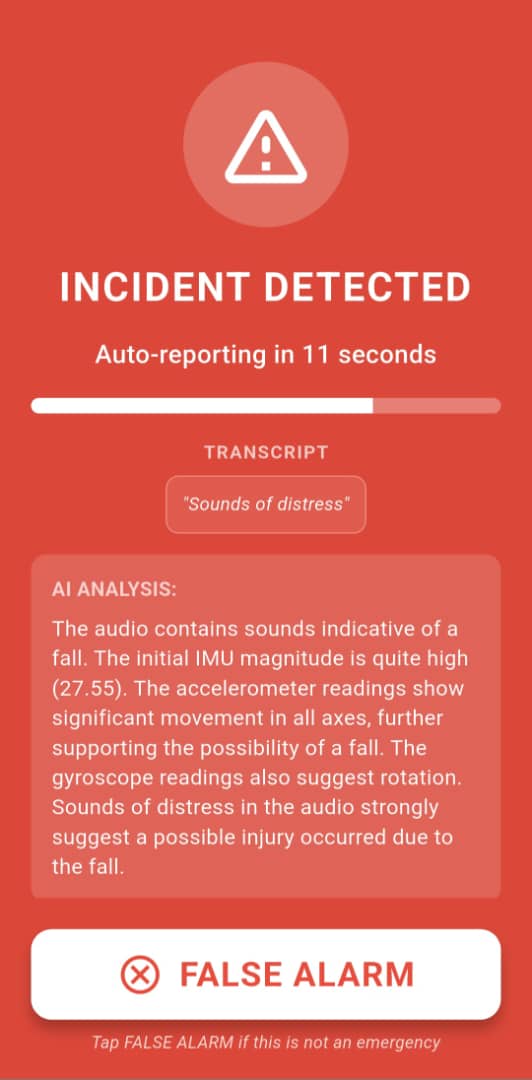 INCIDENT DETECTED
Auto-reporting in 11 seconds
TRANSCRIPT
"Sounds of distress"
AI ANALYSIS:
The audio contains sounds indicative of a
fall. The initial IMU magnitude is quite high
(27.55). The accelerometer readings show
significant movement in all axes, further
supporting the possibility of a fall. The
gyroscope readings also suggest rotation.
Sounds of distress in the audio strongly
suggest a possible injury occurred due to
the fall.
FALSE ALARM
Tap FALSE ALARM if this is not an emergency